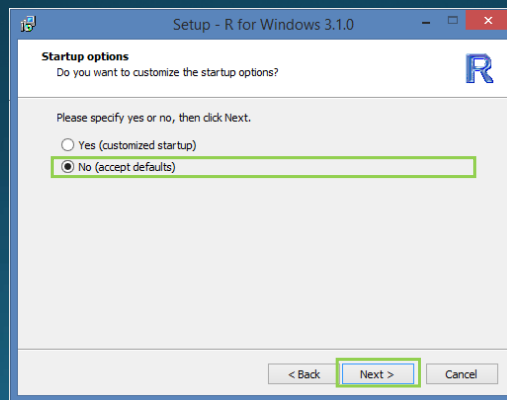 Setup - R for Windows 3.1.0
Startup options
Do you want to customize the startup options?
R
Please specify yes or no, then click Next.
Yes (customized startup)
No (accept defaults)
< Back
Next >
Cancel